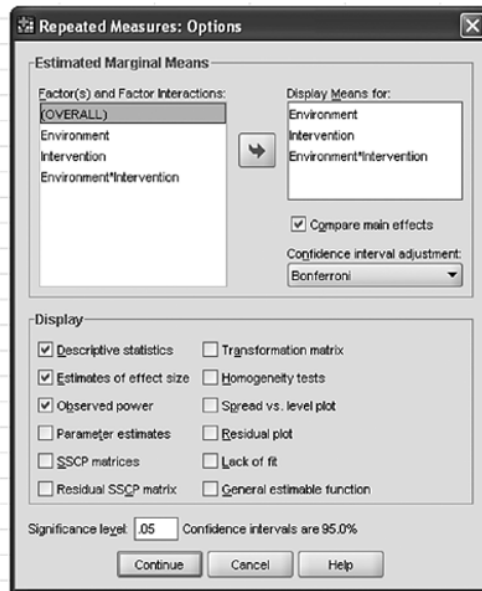 Repeated Measures: Options
Estimated Marginal Means
Factor(s) and Factor Interactions:
(OVERALL)
Environment
Intervention
Environment*Intervention
Display Means for:
Environment
Intervention
Environment*Intervention
Compare main effects
Confidence interval adjustment:
Bonferroni
Display
Descriptive statistics
Transformation matrix
Estimates of effect size
Homogeneity tests
Observed power
Spread vs. level plot
Parameter estimates
Residual plot
SSCP matrices
Lack of fit
Residual SSCP matrix
General estimable function
Significance level: .05 Confidence intervals are 95.0%
Continue Cancel Help